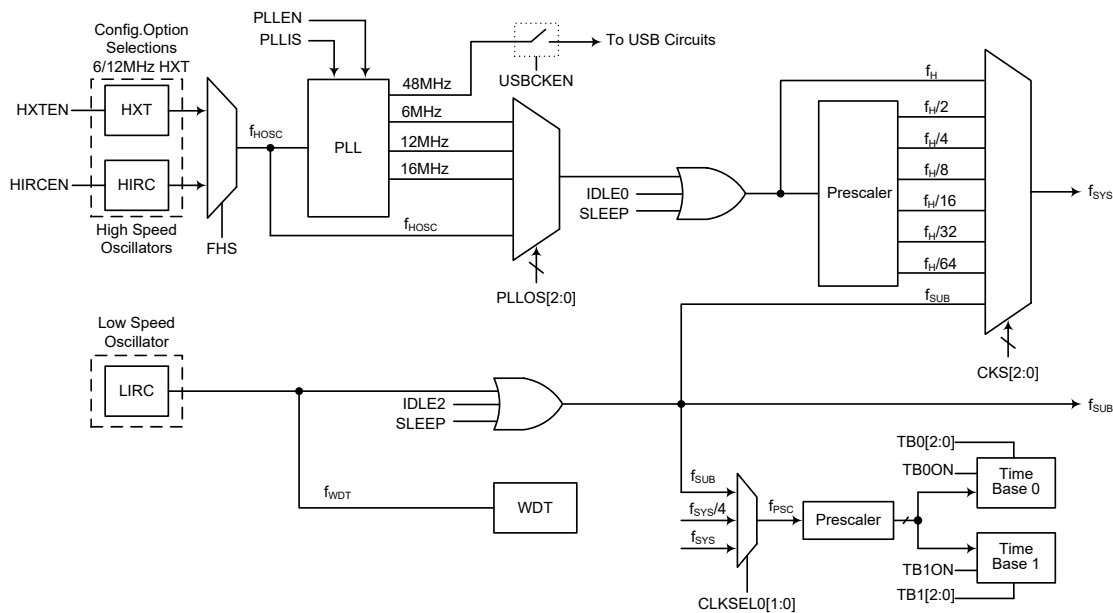 Config.Option
Selections
6/12MHz HXT
HXTEN
HXT
HIRCEN
HIRC
High Speed
Oscillators
FHS
fHOSC
PLLEN
PLLIS
PLL
48MHz
6MHz
12MHz
16MHz
fHOSC
USBCKEN
To USB Circuits
PLLOS[2:0]
IDLE0
SLEEP
Prescaler
fH
fH/2
fH/4
fH/8
fH/16
fH/32
fH/64
fSUB
CKS[2:0]
fSYS
Low Speed
Oscillator
LIRC
IDLE2
SLEEP
fSUB
fWDT
WDT
fSUB
fSYS/4
fSYS
CLKSEL0[1:0]
fPSC
Prescaler
TB0[2:0]
TB0ON
Time
Base 0
Time
Base 1
TB1ON
TB1[2:0]